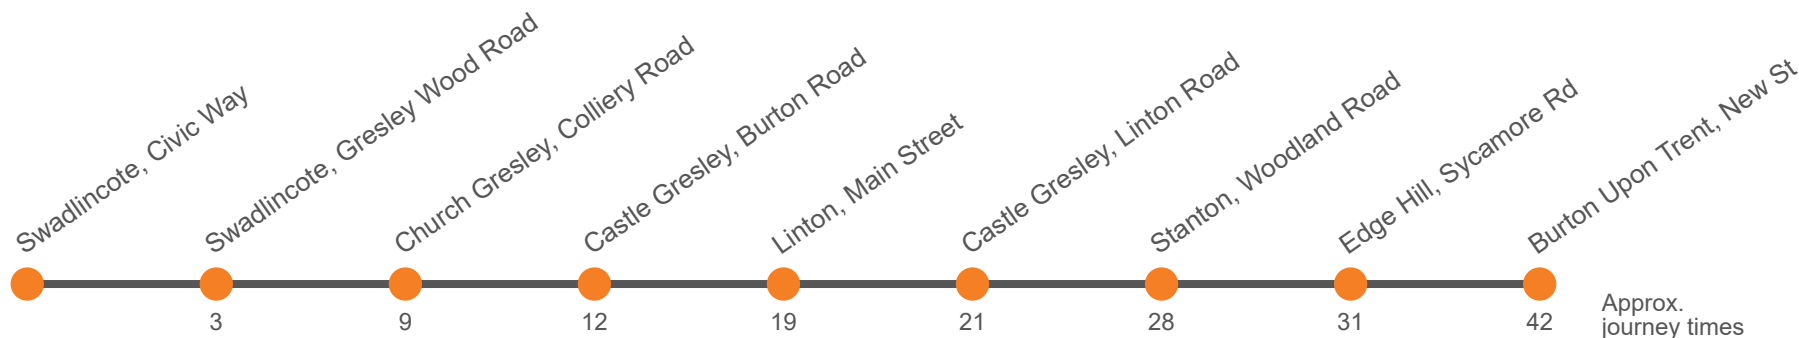 Swadlincote, Civic Way
Swadlincote, Gresley Wood Road
Church Gresley, Colliery Road
Castle Gresley, Burton Road
Linton, Main Street
Castle Gresley, Linton Road
Stanton, Woodland Road
Edge Hill, Sycamore Rd
Burton Upon Trent, New St
3
9
12
19
21
28
31
42
Approx.
journey times